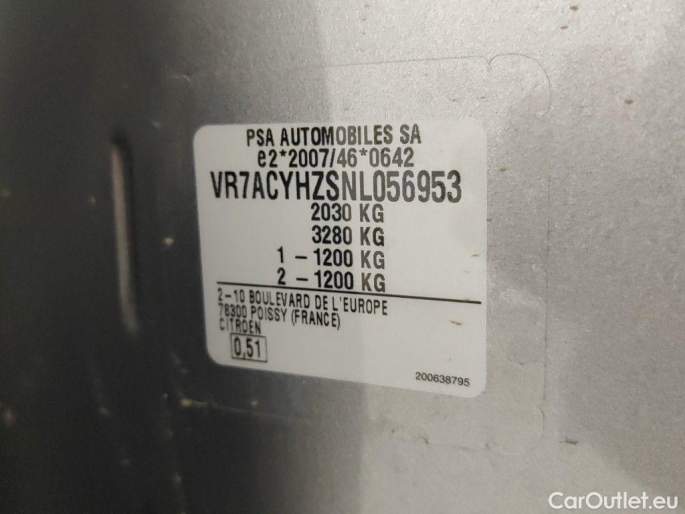 PSA AUTOMOBILES SA
e2*2007/46*0642
VR7ACYHZSNL056953
2030 KG
3280 KG
1 – 1200 KG
2 – 1200 KG
2–10 BOULEVARD DE L'EUROPE
78300 POISSY (FRANCE)
CITROEN
0,51
200638795
CarOutlet.eu